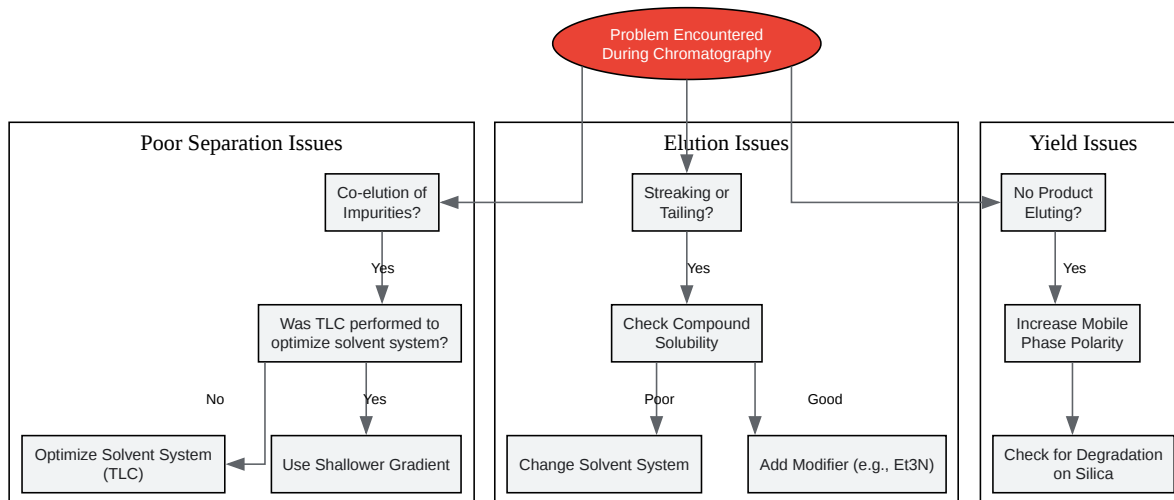 Problem Encountered
During Chromatography
Poor Separation Issues
Elution Issues
Yield Issues
Co-elution of
Impurities?
Streaking or
Tailing?
No Product
Eluting?
Yes
Yes
Yes
Was TLC performed to
optimize solvent system?
Check Compound
Solubility
Increase Mobile
Phase Polarity
No
Yes
Poor
Good
Optimize Solvent System
(TLC)
Use Shallower Gradient
Change Solvent System
Add Modifier (e.g., Et3N)
Check for Degradation
on Silica